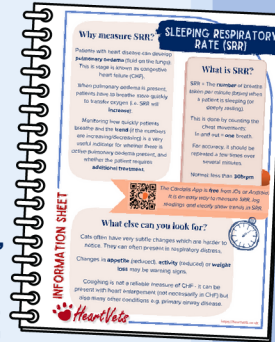 SLEEPING RESPIRATORY
RATE (SRR)
Why measure SRR?
Patients with heart disease can develop
pulmonary oedema (fluid on the lungs).
This is stage is known as congestive
heart failure (CHF).
When pulmonary oedema is present,
patients have to breathe more quickly
to transfer oxygen (i.e. SRR will
increase).
Monitoring how quickly patients
breathe and the trend (if the numbers
are increasing/decreasing) is a very
useful indicator for whether there is
active pulmonary oedema present, and
whether the patient requires
additional treatment.
What is SRR?
SRR = The number of breaths
taken per minute (bpm) when
a patient is sleeping (or
deeply resting).
This is done by counting the
chest movements.
In and out = one breath.
For accuracy, it should be
repeated a few times over
several minutes.
Normal: less than 30bpm
The Cardalis App is free from iOs or Android
It is an easy way to measure SRR, log
readings and visually show trends in SRR.
What else can you look for?
Cats often have very subtle changes which are harder to
notice. They can often present in respiratory distress.
Changes in appetite (reduced), activity (reduced) or weight
loss may be warning signs.
Coughing is not a reliable measure of CHF - it can be
present with heart enlargement (not necessarily in CHF) but
also many other conditions e.g. primary airway disease.
INFORMATION SHEET
HeartVets